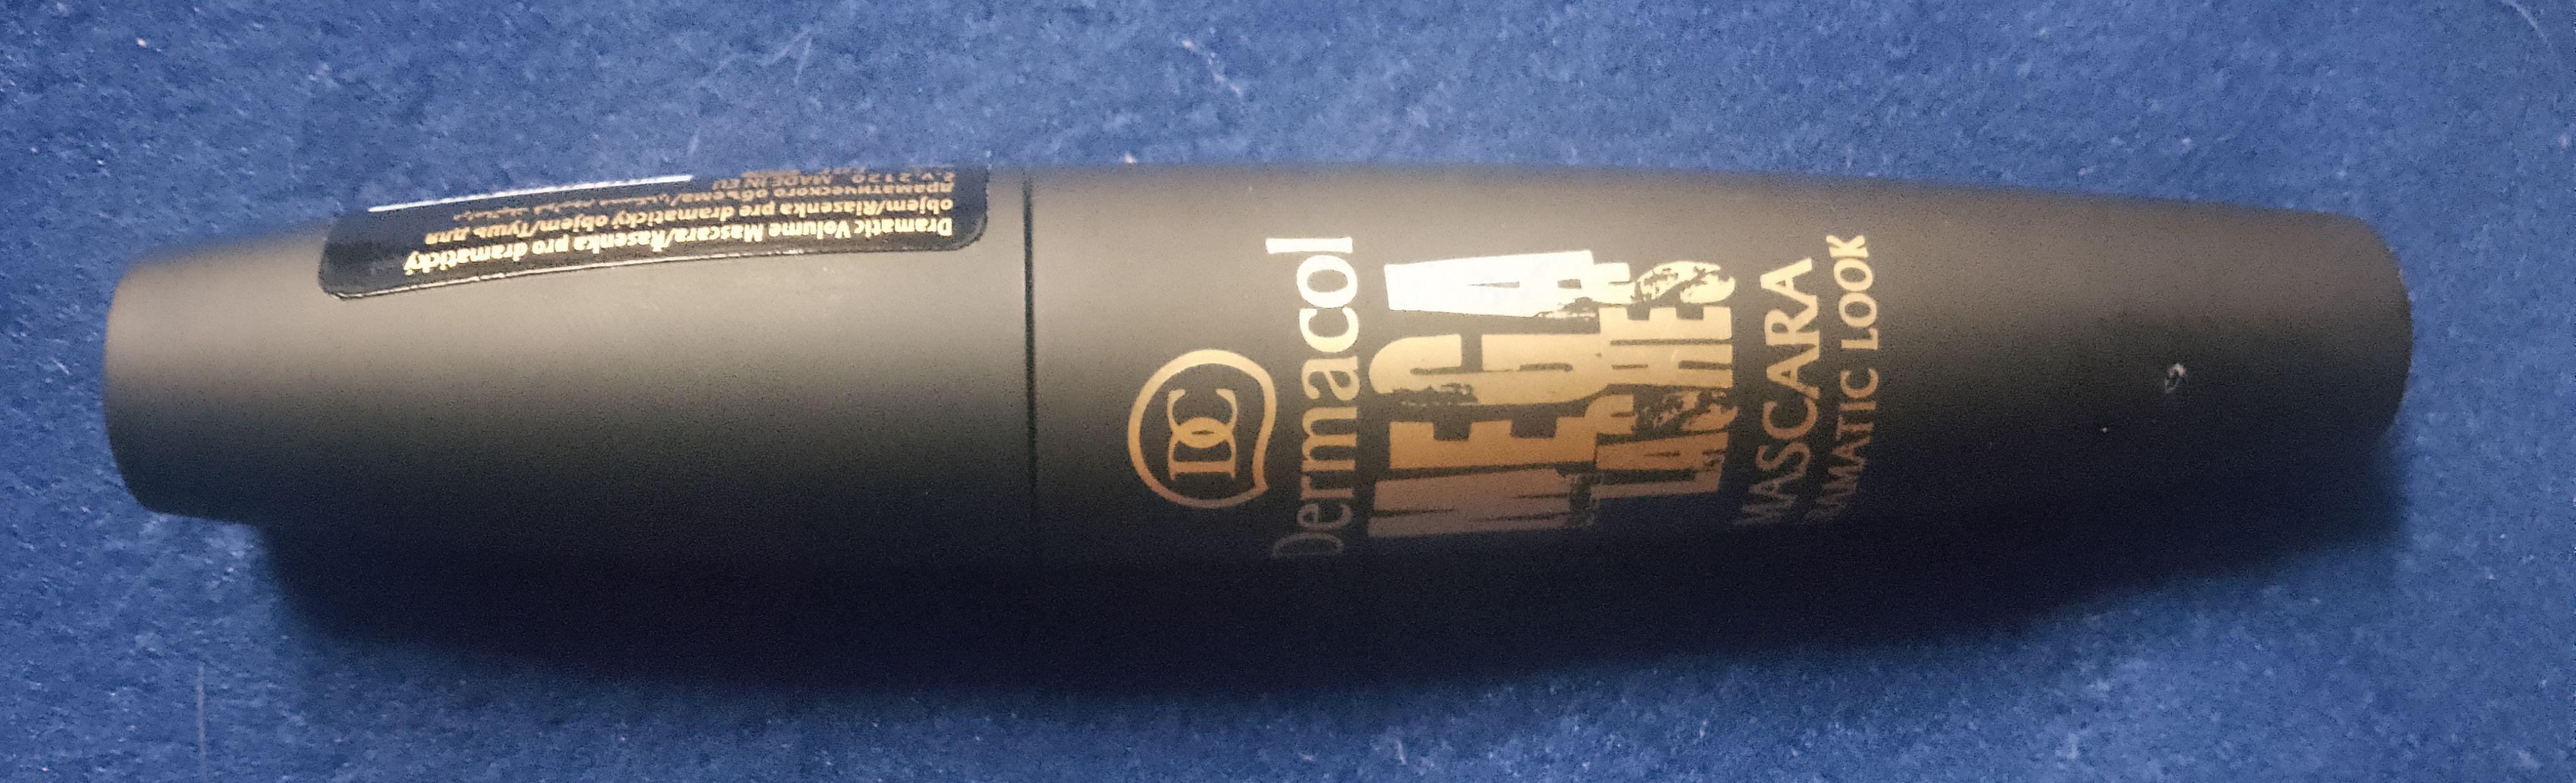 DC
Dermacol
MEGA
LASHES
MASCARA
DRAMATIC LOOK
Dramatic Volume Mascara/Řasenka pro dramatický
objem/Riasenka pre dramatický objem/Тушь для
драматического объема/
MADE IN EU